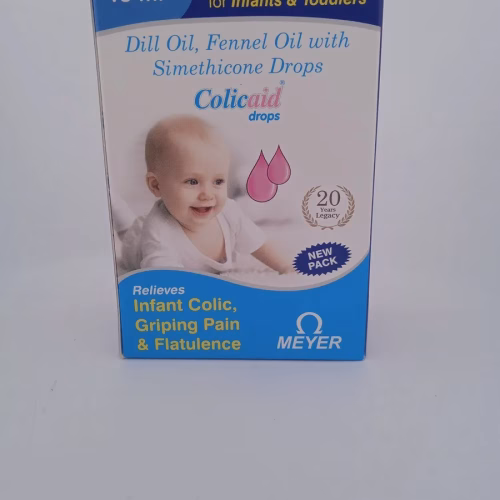 for Infants & Toddlers
Dill Oil, Fennel Oil with
Simethicone Drops
Colicaid
drops
20
Years
Legacy
NEW
PACK
Relieves
Infant Colic,
Griping Pain
& Flatulence
MEYER